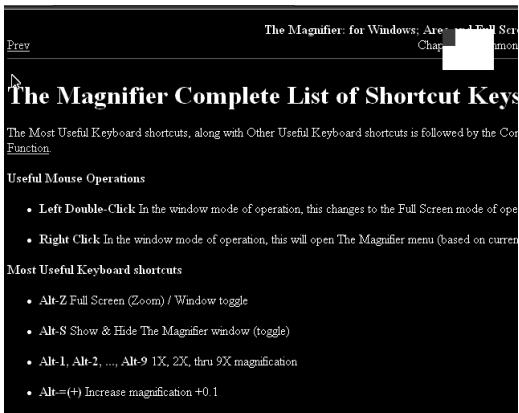 The Magnifier: for Windows; Area and Full Scre
Prev
The Magnifier Complete List of Shortcut Keys
The Most Useful Keyboard shortcuts, along with Other Useful Keyboard shortcuts is followed by the
Function.
Useful Mouse Operations
• Left Double-Click In the window mode of operation, this changes to the Full Screen mode of
• Right Click In the window mode of operation, this will open The Magnifier menu (based on
Most Useful Keyboard shortcuts
• Alt-Z Full Screen (Zoom) / Window toggle
• Alt-S Show & Hide The Magnifier window (toggle)
• Alt-1, Alt-2, ..., Alt-9 1X, 2X, thru 9X magnification
• Alt-=(+) Increase magnification +0.1